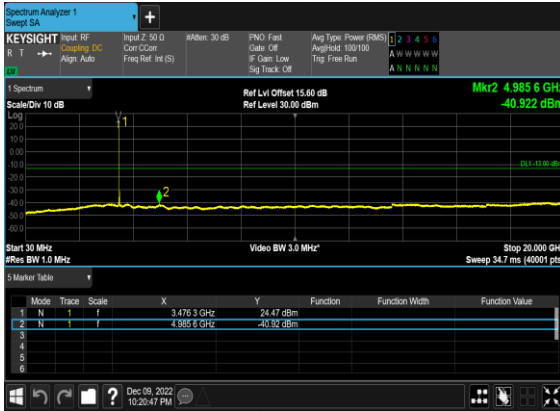 Spectrum Analyzer 1
Swept SA
+
KEYSIGHT Input: RF Input Z: 50 Ω #Atten: 30 dB PNO: Fast Avg Type: Power (RMS) 1 2 3 4 5 6
R T Coupling: DC Corr CCorr Gate: Off Avg|Hold: 100/100 A W W W W W
Align: Auto Freq Ref: Int (S) IF Gain: Low Trig: Free Run
Sig Track: Off A N N N N N
1 Spectrum Ref Lvl Offset 15.60 dB Mkr2 4.985 6 GHz
Scale/Div 10 dB Ref Level 30.00 dBm -40.922 dBm
Log
20.0 1
10.0
0.00
-10.0 DL1 -13.00 dBm
-20.0
-30.0 2
-40.0
-50.0
-60.0
Start 30 MHz Video BW 3.0 MHz* Stop 20.000 GH
#Res BW 1.0 MHz Sweep 34.7 ms (40001 pts
5 Marker Table
Mode Trace Scale X Y Function Function Width Function Value
1 N 1 f 3.476 3 GHz 24.47 dBm
2 N 1 f 4.985 6 GHz -40.92 dBm
3
4
5
6
? Dec 09, 2022
10:20:47 PM